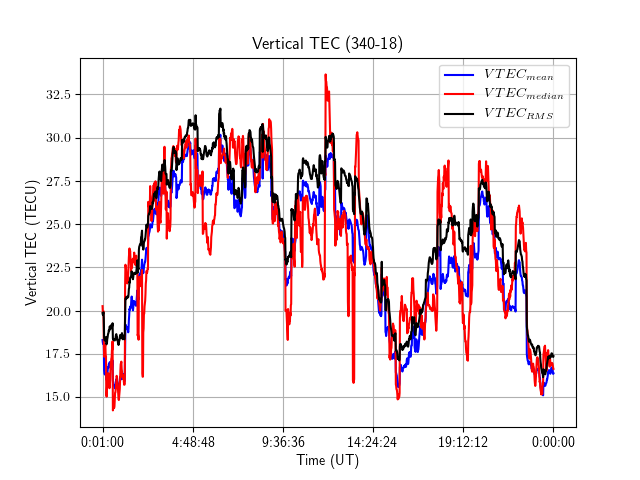 Vertical TEC (340-18)
VTEC_mean
VTEC_median
VTEC_RMS
Vertical TEC (TECU)
32.5
30.0
27.5
25.0
22.5
20.0
17.5
15.0
0:01:00 4:48:48 9:36:36 14:24:24 19:12:12 0:00:00
Time (UT)